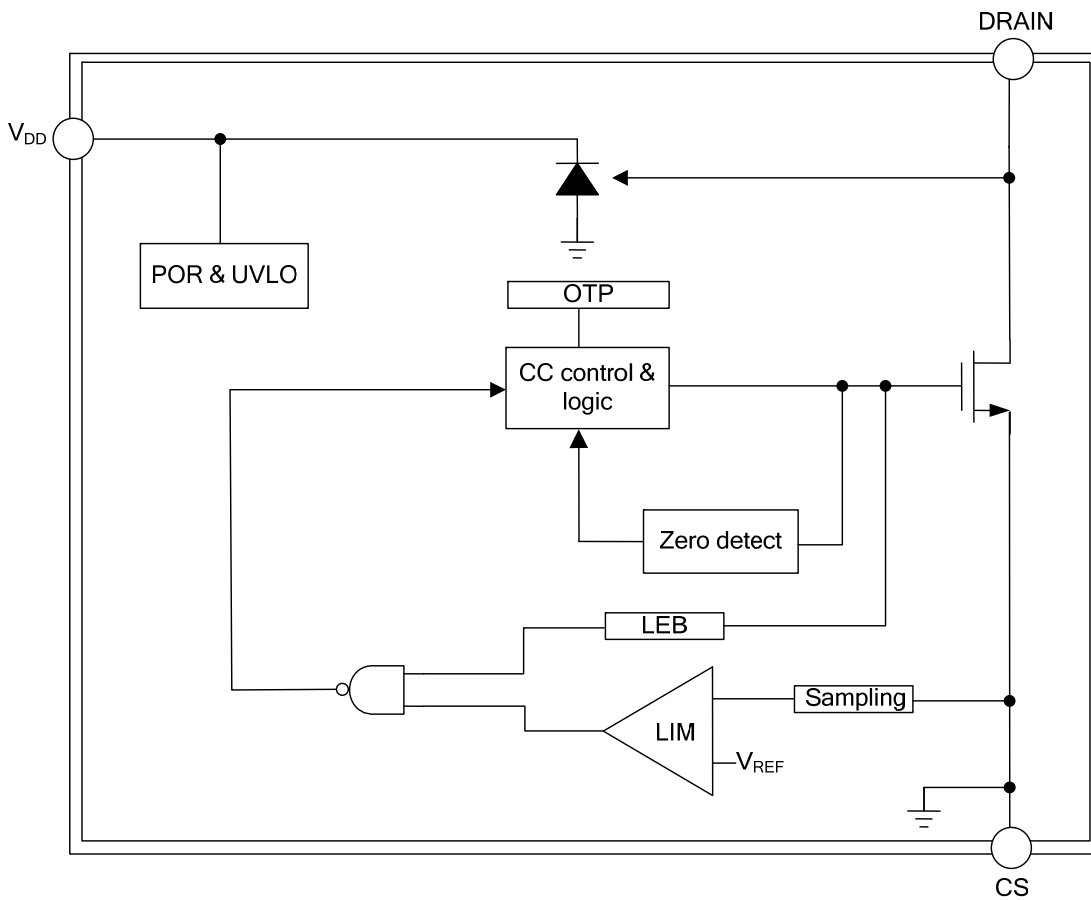 DRAIN
VDD
POR & UVLO
OTP
CC control &
logic
Zero detect
LEB
Sampling
LIM
VREF
CS